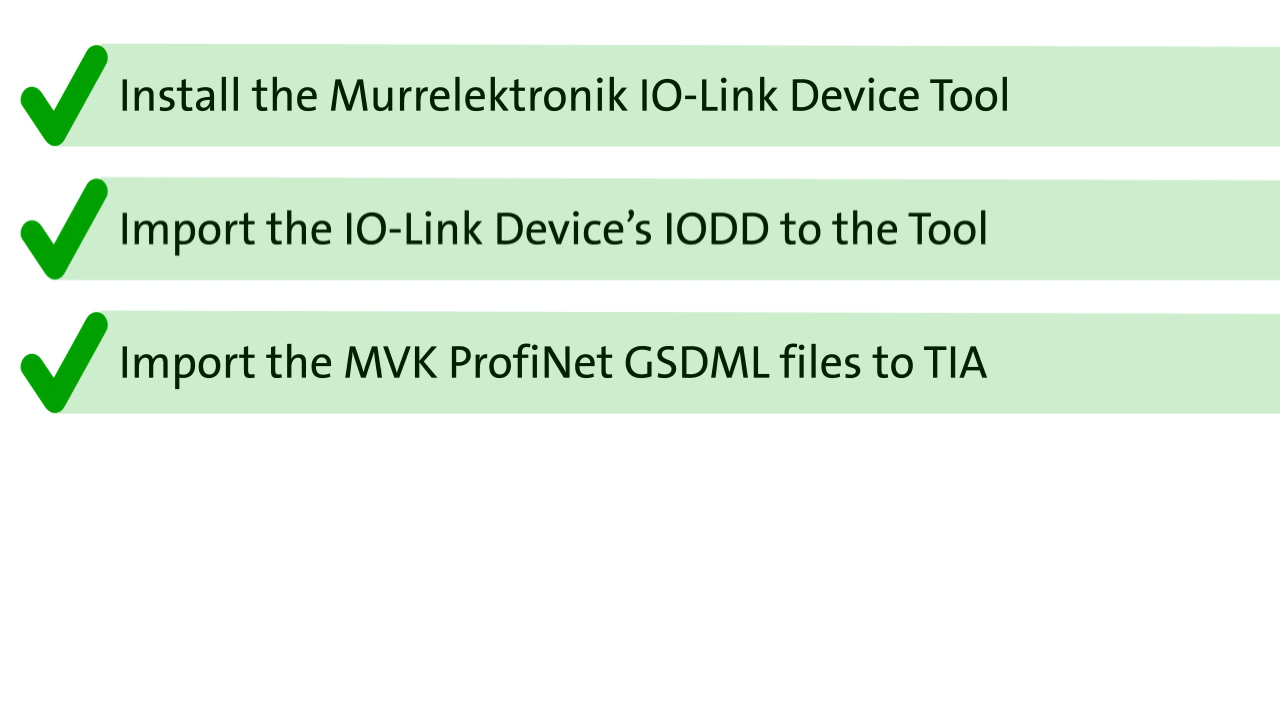 Install the Murrelektronik IO-Link Device Tool
Import the IO-Link Device’s IODD to the Tool
Import the MVK ProfiNet GSDML files to TIA